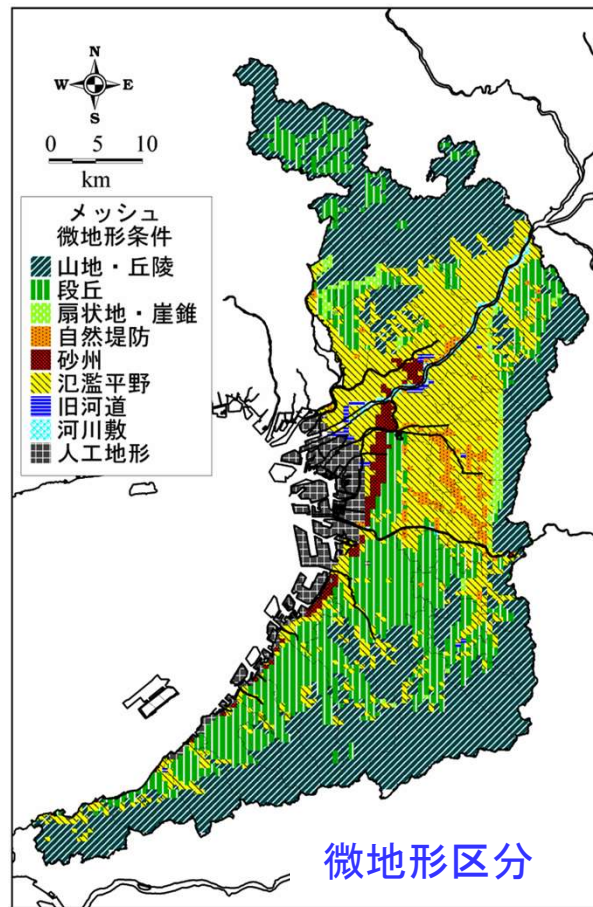 N
W E
S
0 5 10
km
メッシュ
微地形条件
山地・丘陵
段丘
扇状地・崖錐
自然堤防
砂州
氾濫平野
旧河道
河川敷
人工地形
微地形区分